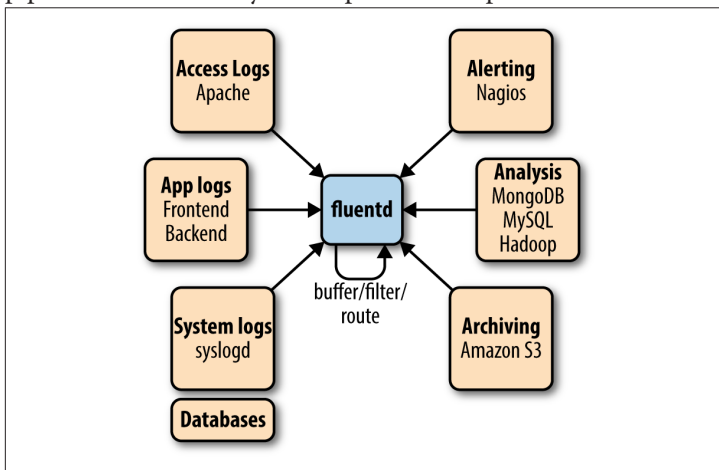 Access Logs
Apache
Alerting
Nagios
App logs
Frontend
Backend
fluentd
Analysis
MongoDB
MySQL
Hadoop
buffer/filter/
route
System logs
syslogd
Archiving
Amazon S3
Databases